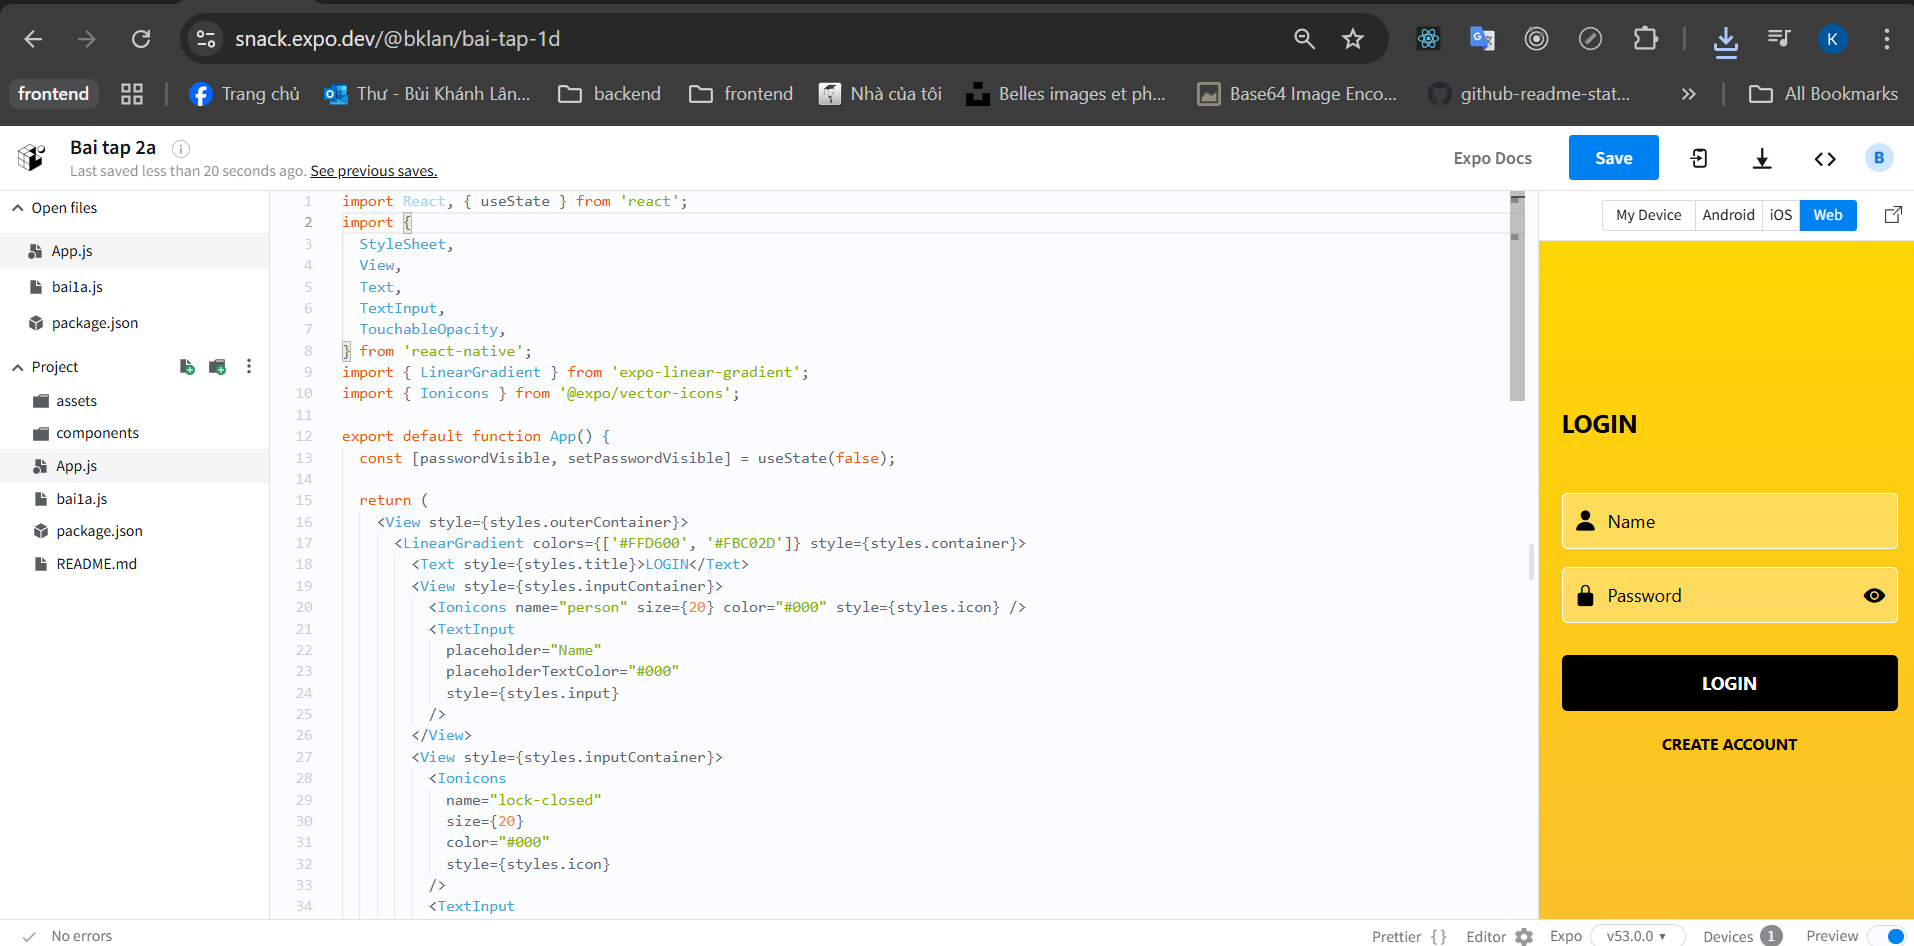 snack.expo.dev/@bklan/bai-tap-1d
K
frontend
Trang chủ
Thư - Bùi Khánh Lân...
backend
frontend
Nhà của tôi
Belles images et ph...
Base64 Image Enco...
github-readme-stat...
»
All Bookmarks
Bai tap 2a
Last saved less than 20 seconds ago. See previous saves.
Expo Docs
Save
B
Open files
App.js
bai1a.js
package.json
Project
assets
components
App.js
bai1a.js
package.json
README.md
1 import React, { useState } from 'react';
2 import {
3 StyleSheet,
4 View,
5 Text,
6 TextInput,
7 TouchableOpacity,
8 } from 'react-native';
9 import { LinearGradient } from 'expo-linear-gradient';
10 import { Ionicons } from '@expo/vector-icons';
11
12 export default function App() {
13 const [passwordVisible, setPasswordVisible] = useState(false);
14
15 return (
16 <View style={styles.outerContainer}>
17 <LinearGradient colors={['#FFD600', '#FBC02D']} style={styles.container}>
18 <Text style={styles.title}>LOGIN</Text>
19 <View style={styles.inputContainer}>
20 <Ionicons name="person" size={20} color="#000" style={styles.icon} />
21 <TextInput
22 placeholder="Name"
23 placeholderTextColor="#000"
24 style={styles.input}
25 />
26 </View>
27 <View style={styles.inputContainer}>
28 <Ionicons
29 name="lock-closed"
30 size={20}
31 color="#000"
32 style={styles.icon}
33 />
34 <TextInput
My Device
Android
iOS
Web
LOGIN
Name
Password
LOGIN
CREATE ACCOUNT
No errors
Prettier {}
Editor
Expo
v53.0.0
Devices 1
Preview